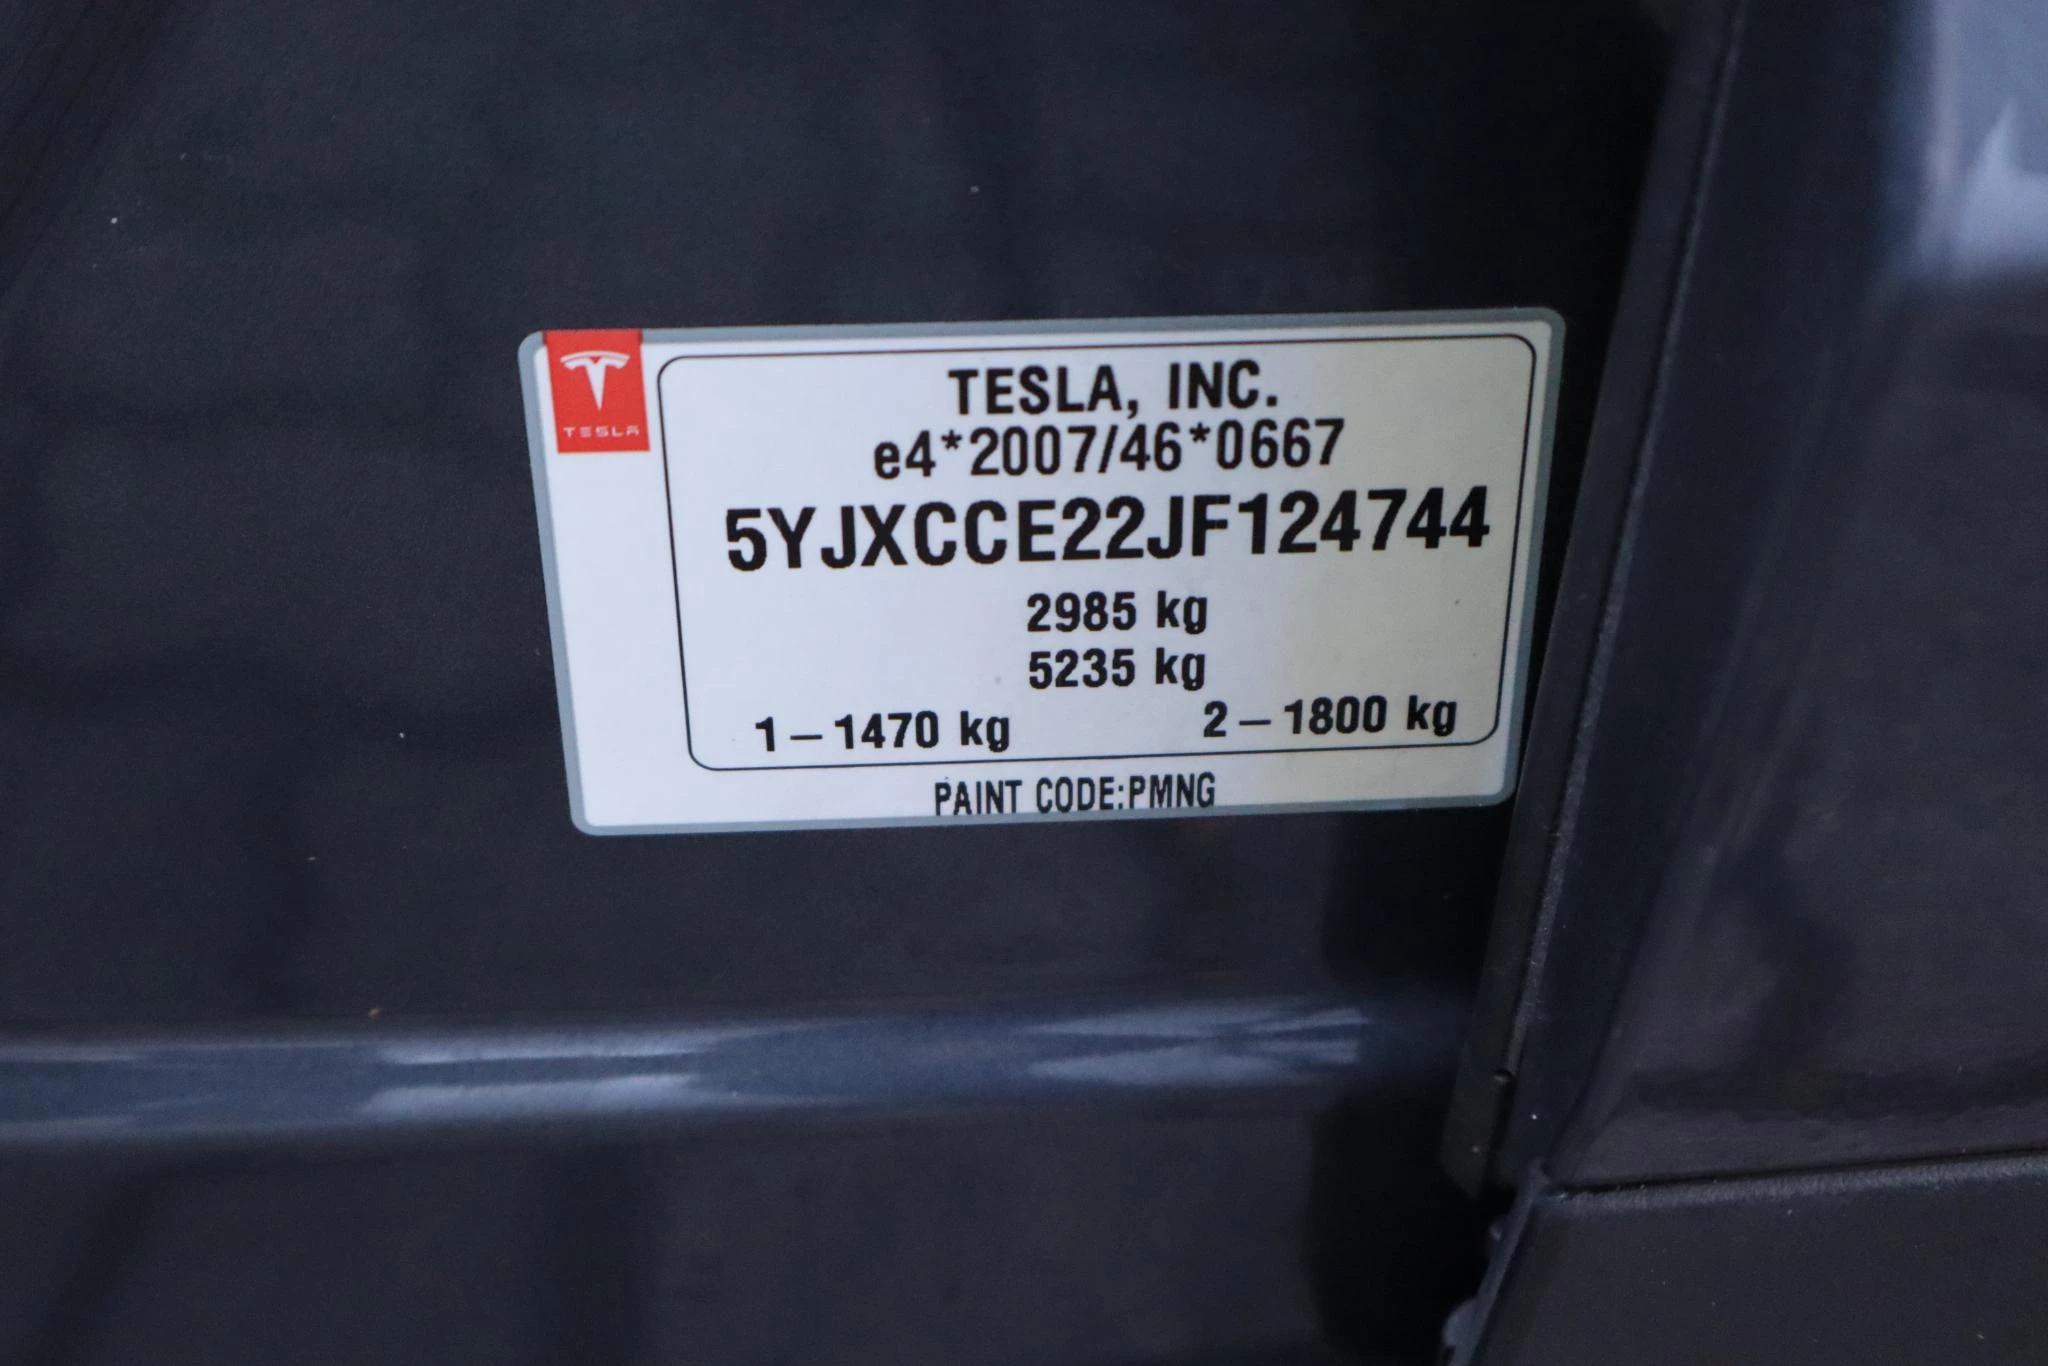 TESLA
TESLA, INC.
e4*2007/46*0667
5YJXCCE22JF124744
2985 kg
5235 kg
1–1470 kg 2–1800 kg
PAINT CODE:PMNG